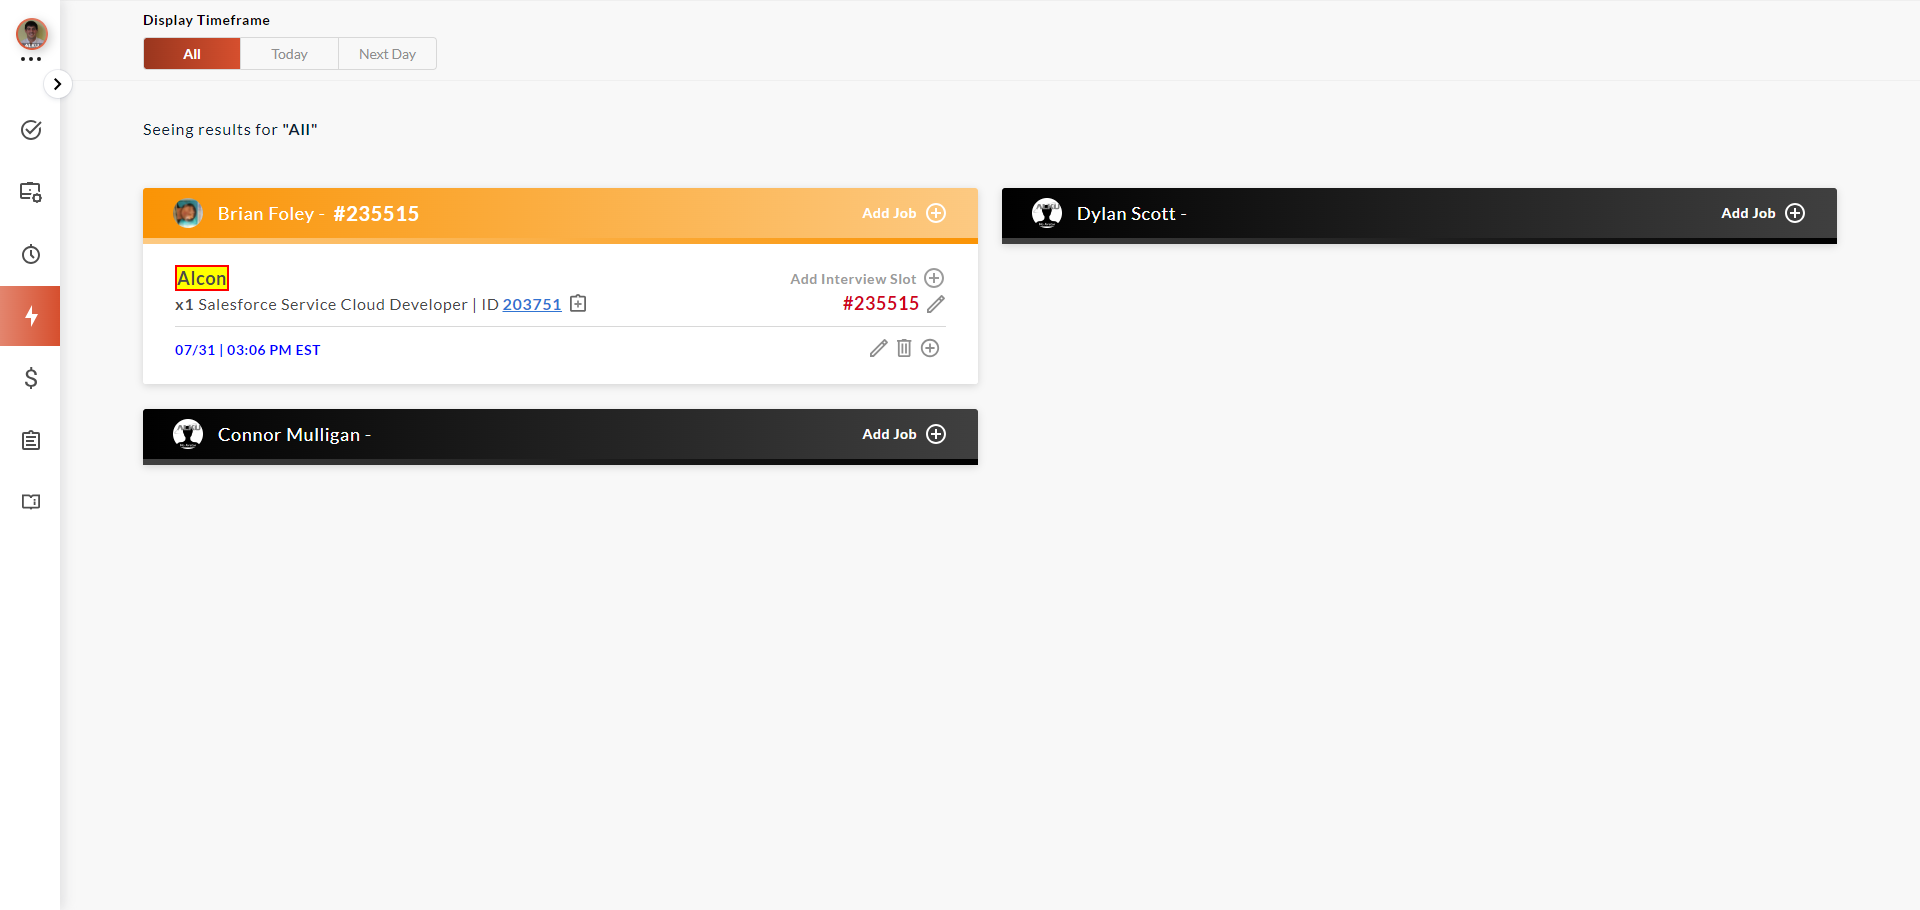 Display Timeframe
All
Today
Next Day
Seeing results for "All"
Brian Foley - #235515
Add Job
Alcon
Add Interview Slot
x1 Salesforce Service Cloud Developer | ID 203751
#235515
07/31 | 03:06 PM EST
Connor Mulligan -
Add Job
Dylan Scott -
Add Job